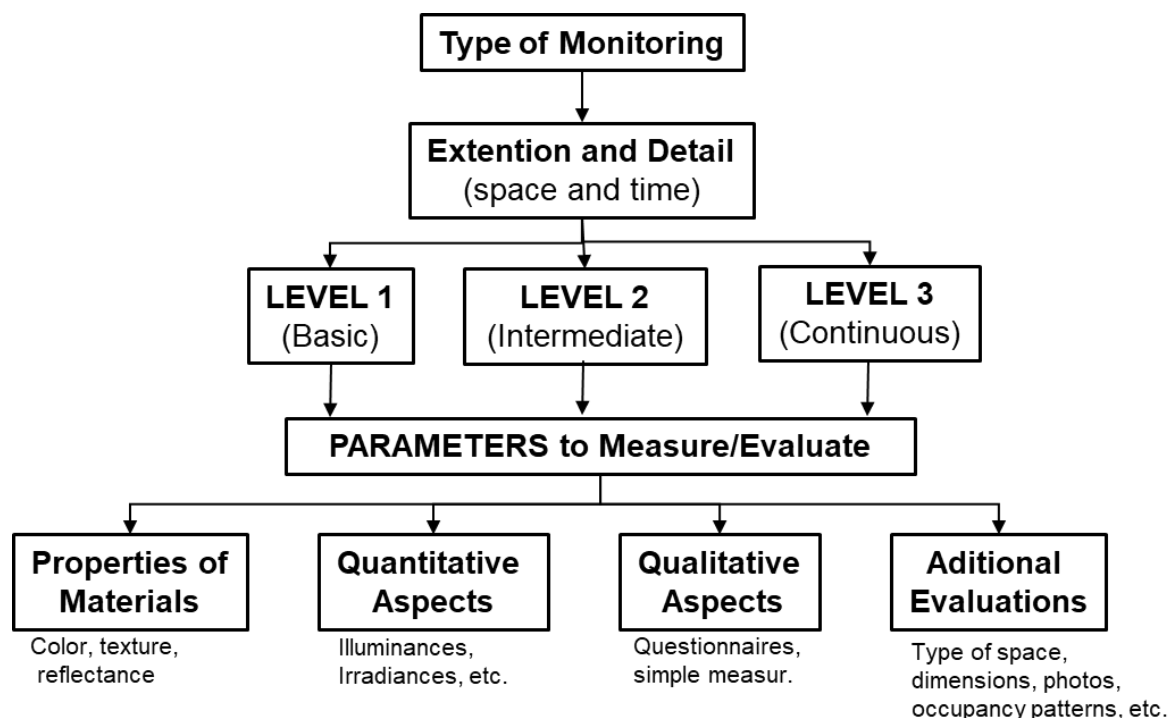 Type of Monitoring
Extention and Detail
(space and time)
LEVEL 1
(Basic)
LEVEL 2
(Intermediate)
LEVEL 3
(Continuous)
PARAMETERS to Measure/Evaluate
Properties of
Materials
Color, texture,
reflectance
Quantitative
Aspects
Illuminances,
Irradiances, etc.
Qualitative
Aspects
Questionnaires,
simple measur.
Aditional
Evaluations
Type of space,
dimensions, photos,
occupancy patterns, etc.